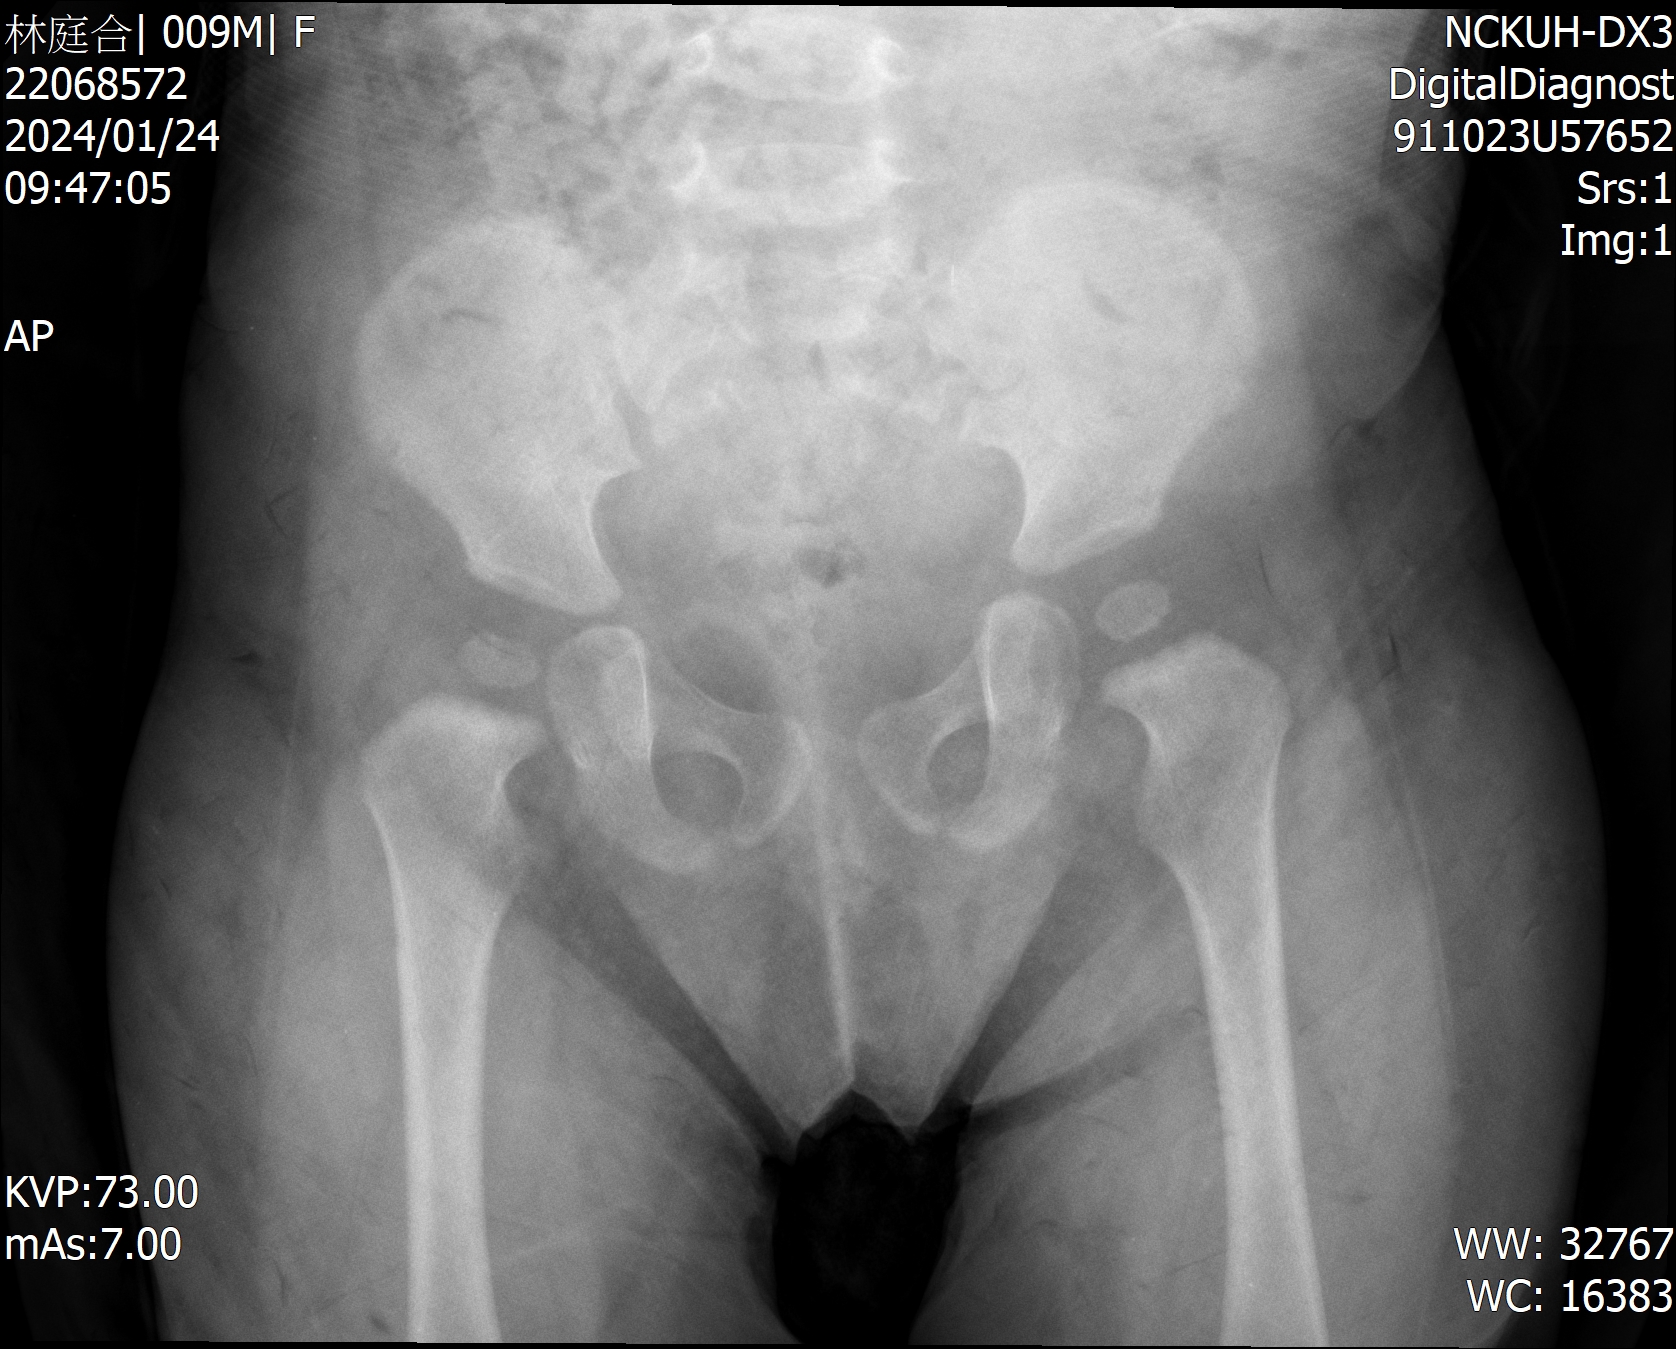 林庭合| 009M| F
22068572
2024/01/24
09:47:05
AP
NCKUH-DX3
DigitalDiagnost
911023U57652
Srs:1
Img:1
KVP:73.00
mAs:7.00
WW: 32767
WC: 16383